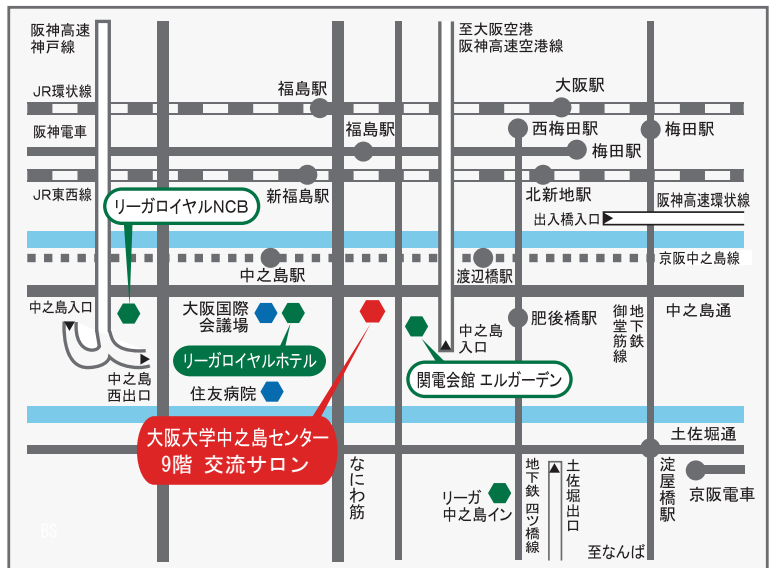 阪神高速
神戸線
至大阪空港
阪神高速空港線
JR環状線
福島駅
大阪駅
阪神電車
福島駅
西梅田駅
梅田駅
梅田駅
JR東西線
新福島駅
北新地駅
阪神高速環状線
リーガロイヤルNCB
出入橋入口
中之島駅
渡辺橋駅
京阪中之島線
中之島入口
大阪国際
会議場
中之島
入口
肥後橋駅
地下鉄
御堂筋線
中之島通
リーガロイヤルホテル
中之島
西出口
住友病院
関電会館 エルガーデン
大阪大学中之島センター
9階 交流サロン
土佐堀通
なにわ筋
リーガ
中之島イン
地下鉄 四ツ橋線
土佐堀出口
淀屋橋駅
京阪電車
至なんば
BS